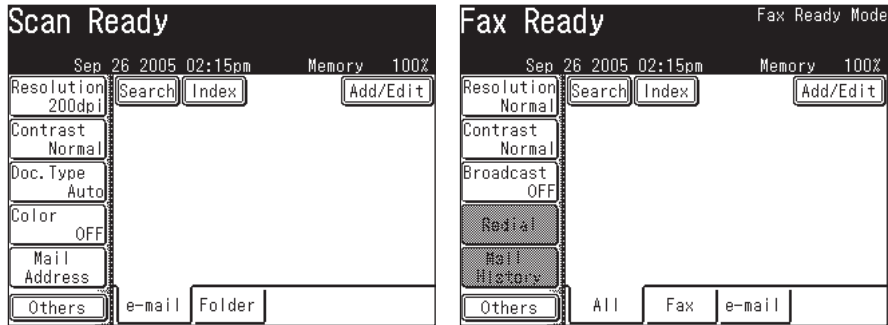 Scan Ready
Sep 26 2005 02:15pm Memory 100%
Resolution
200dpi
Search Index Add/Edit
Contrast
Normal
Doc.Type
Auto
Color
OFF
Mail
Address
Others e-mail Folder
Fax Ready Fax Ready Mode
Sep 26 2005 02:15pm Memory 100%
Resolution
Normal
Search Index Add/Edit
Contrast
Normal
Broadcast
OFF
Redial
Mail
History
Others All Fax e-mail